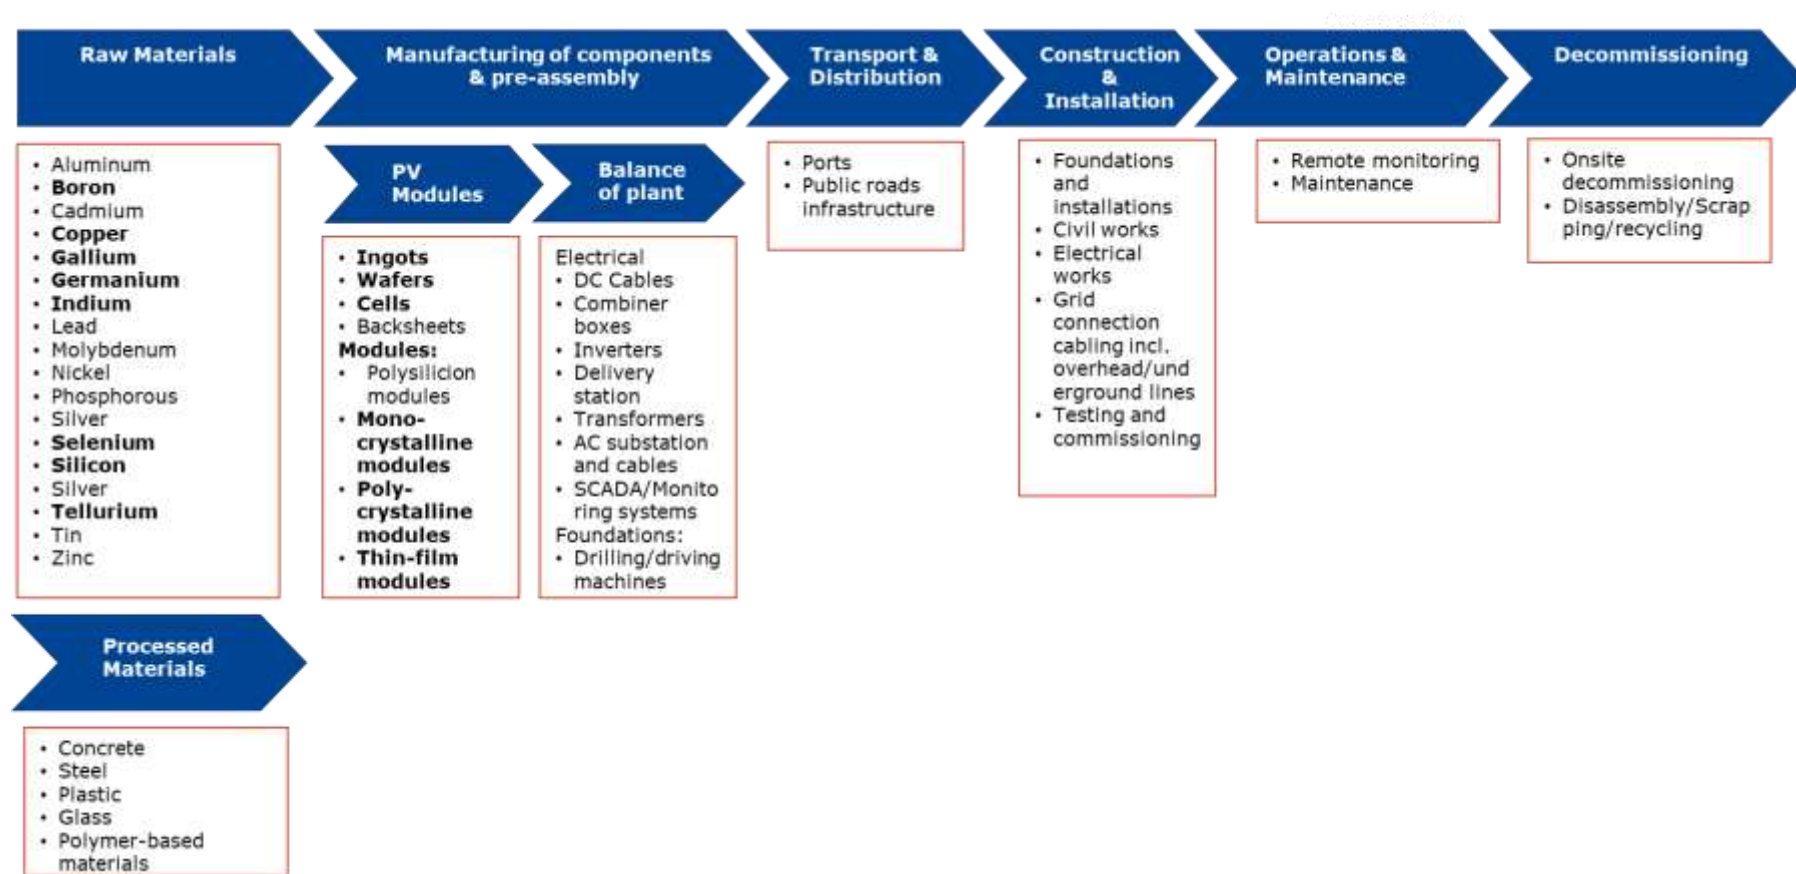 Raw Materials
Manufacturing of components
& pre-assembly
Transport &
Distribution
Construction
&
Installation
Operations &
Maintenance
Decommissioning
• Aluminum
• Boron
• Cadmium
• Copper
• Gallium
• Germanium
• Indium
• Lead
• Molybdenum
• Nickel
• Phosphorous
• Silver
• Selenium
• Silicon
• Silver
• Tellurium
• Tin
• Zinc
PV
Modules
• Ingots
• Wafers
• Cells
• Backsheets
Modules:
• Polysilicion
modules
• Mono-
crystalline
modules
• Poly-
crystalline
modules
• Thin-film
modules
Balance
of plant
Electrical
• DC Cables
• Combiner
boxes
• Inverters
• Delivery
station
• Transformers
• AC substation
and cables
• SCADA/Monito
ring systems
Foundations:
• Drilling/driving
machines
• Ports
• Public roads
infrastructure
• Foundations
and
installations
• Civil works
• Electrical
works
• Grid
connection
cabling incl.
overhead/und
erground lines
• Testing and
commissioning
• Remote monitoring
• Maintenance
• Onsite
decommissioning
• Disassembly/Scrap
ping/recycling
Processed
Materials
• Concrete
• Steel
• Plastic
• Glass
• Polymer-based
materials